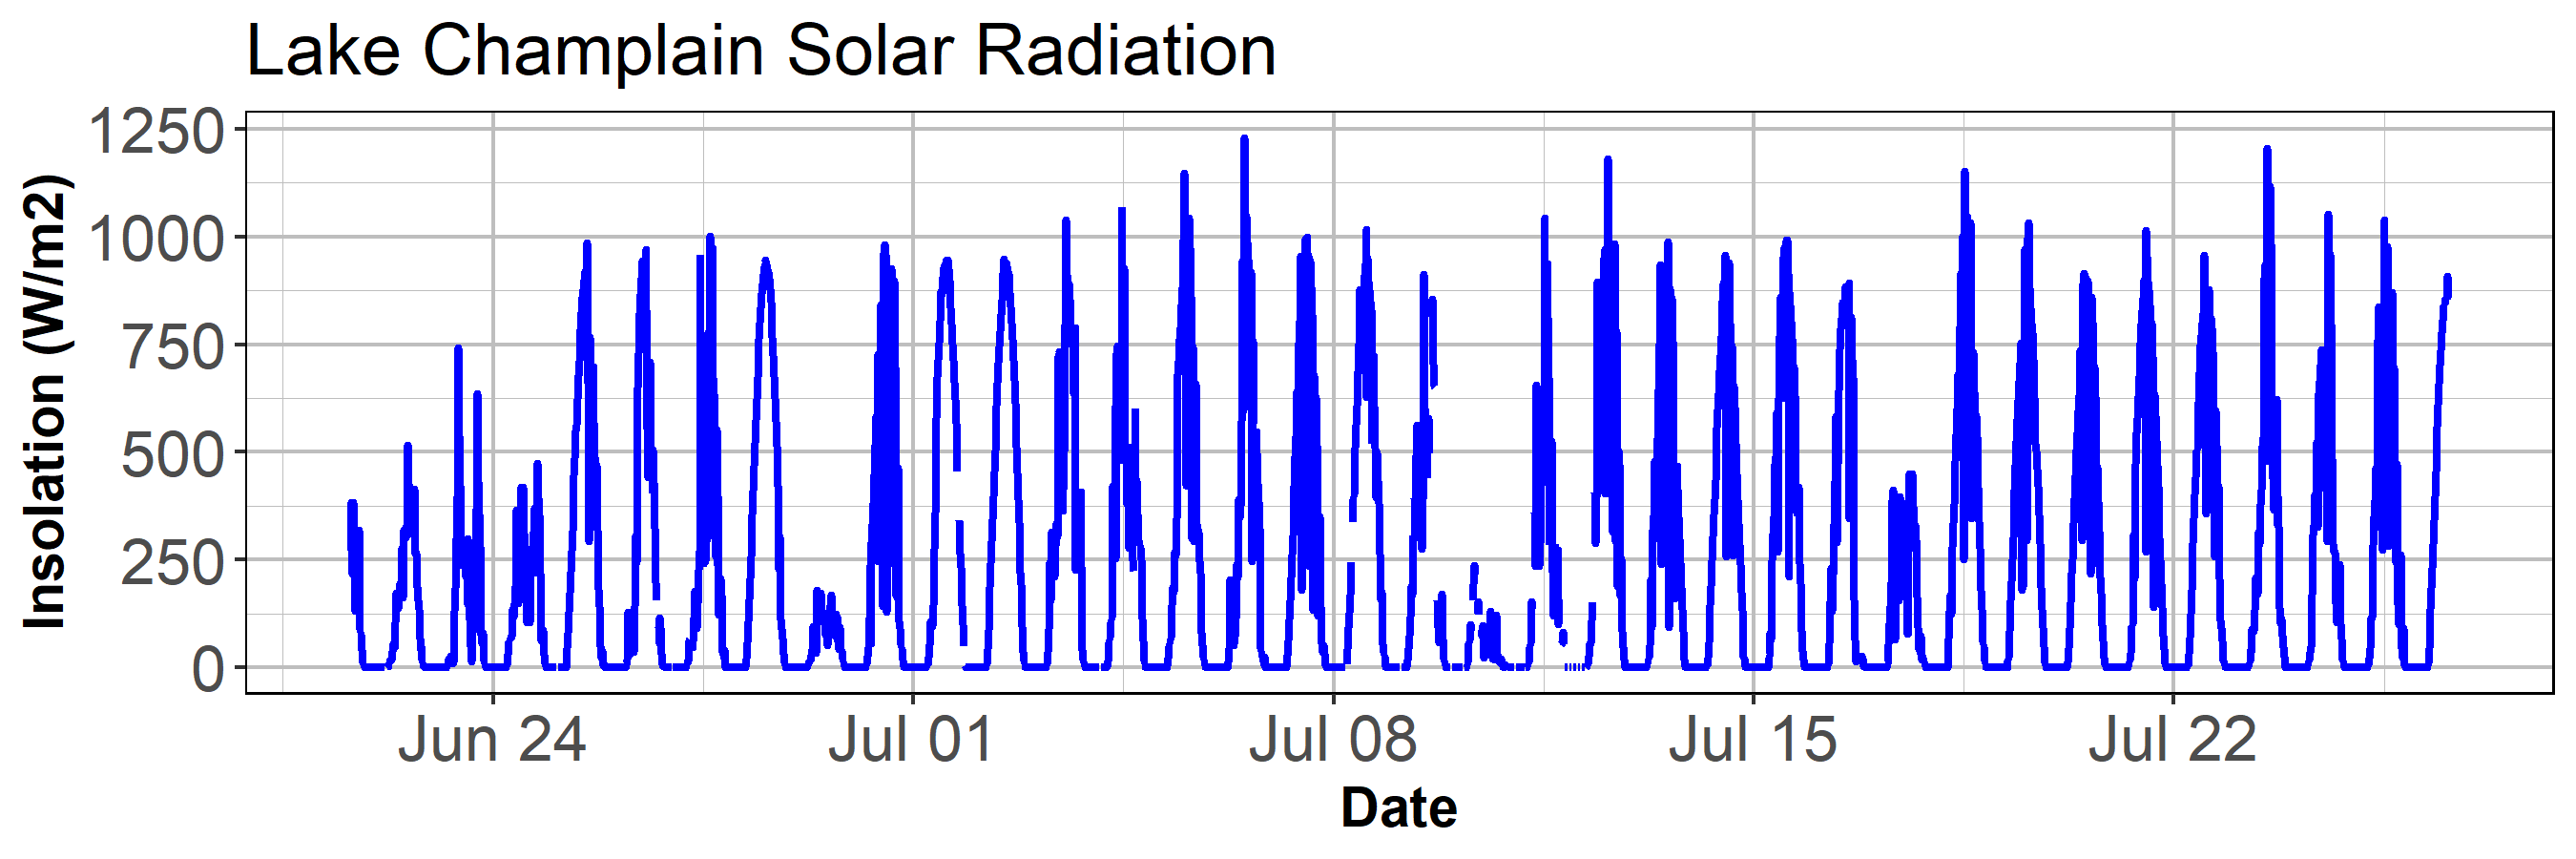 Lake Champlain Solar Radiation
1250
1000
750
500
250
0
Insolation (W/m2)
Jun 24 Jul 01 Jul 08 Jul 15 Jul 22
Date